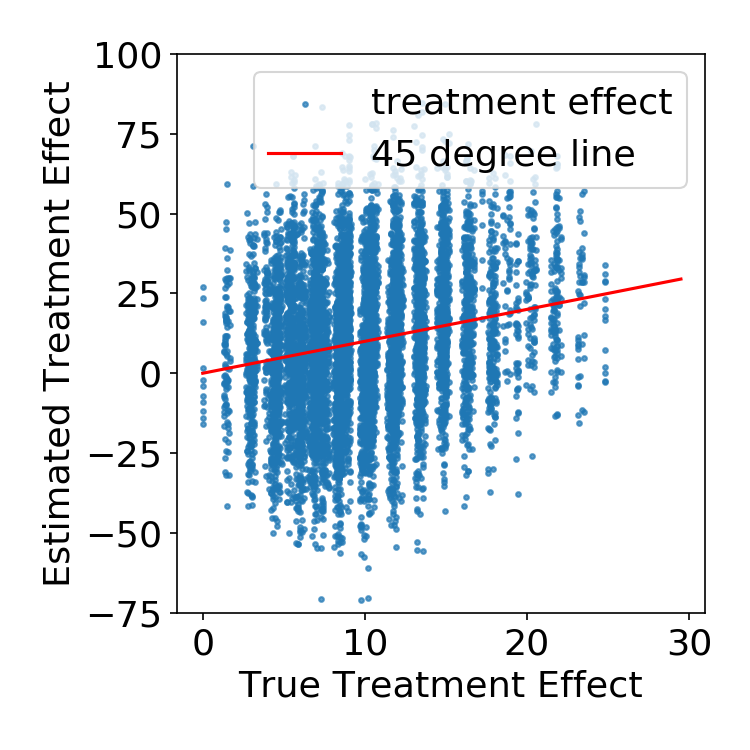 100
75
50
25
0
−25
−50
−75
Estimated Treatment Effect
treatment effect
45 degree line
0 10 20 30
True Treatment Effect